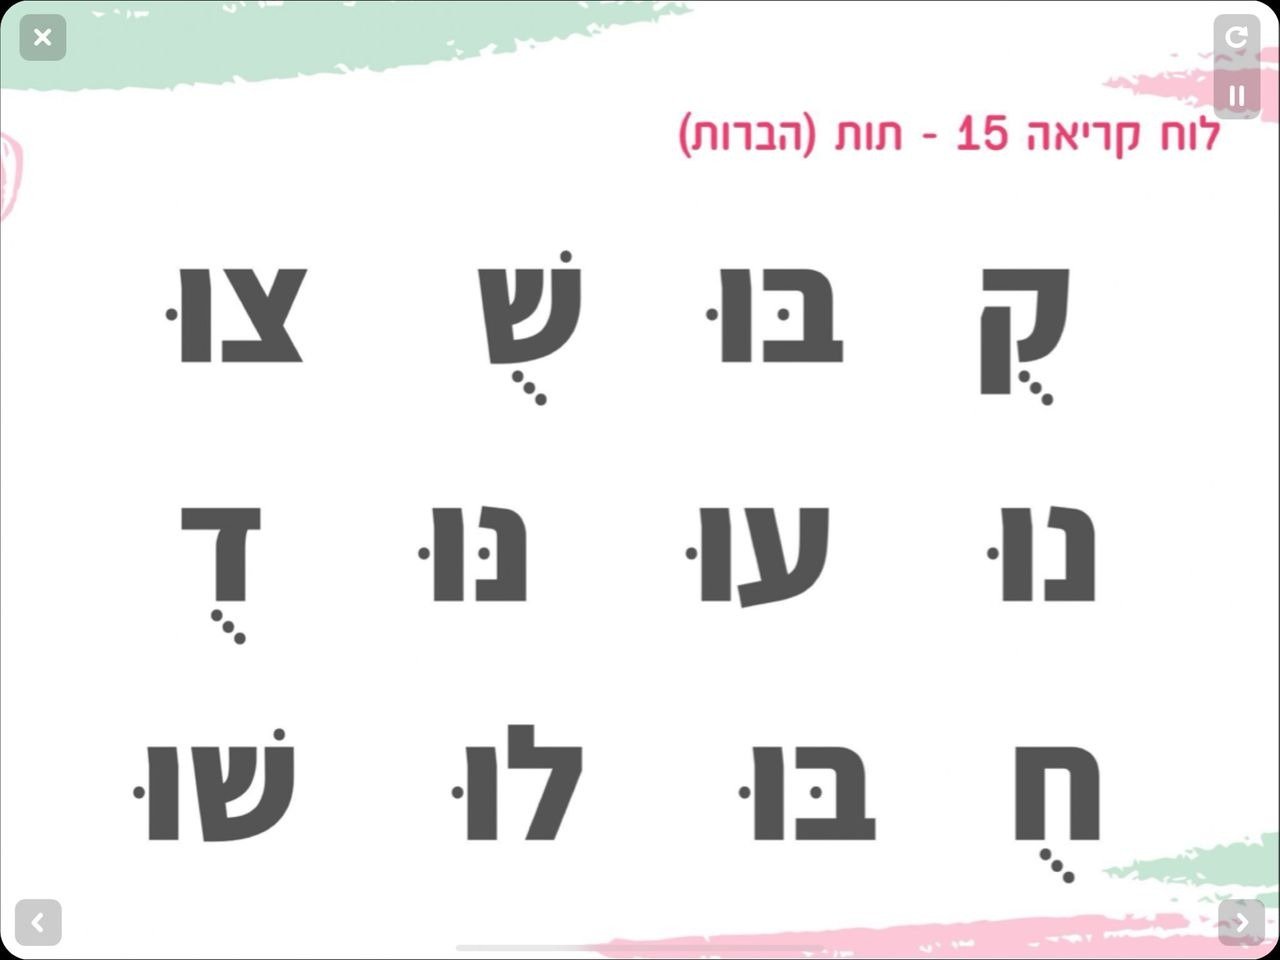 לוח קריאה 15 - תות (הברות)
קֻ בּוּ שֻׁ צוּ
נוּ עוּ נּוּ דֻ
חֻ בּוּ לוּ שׁוּ